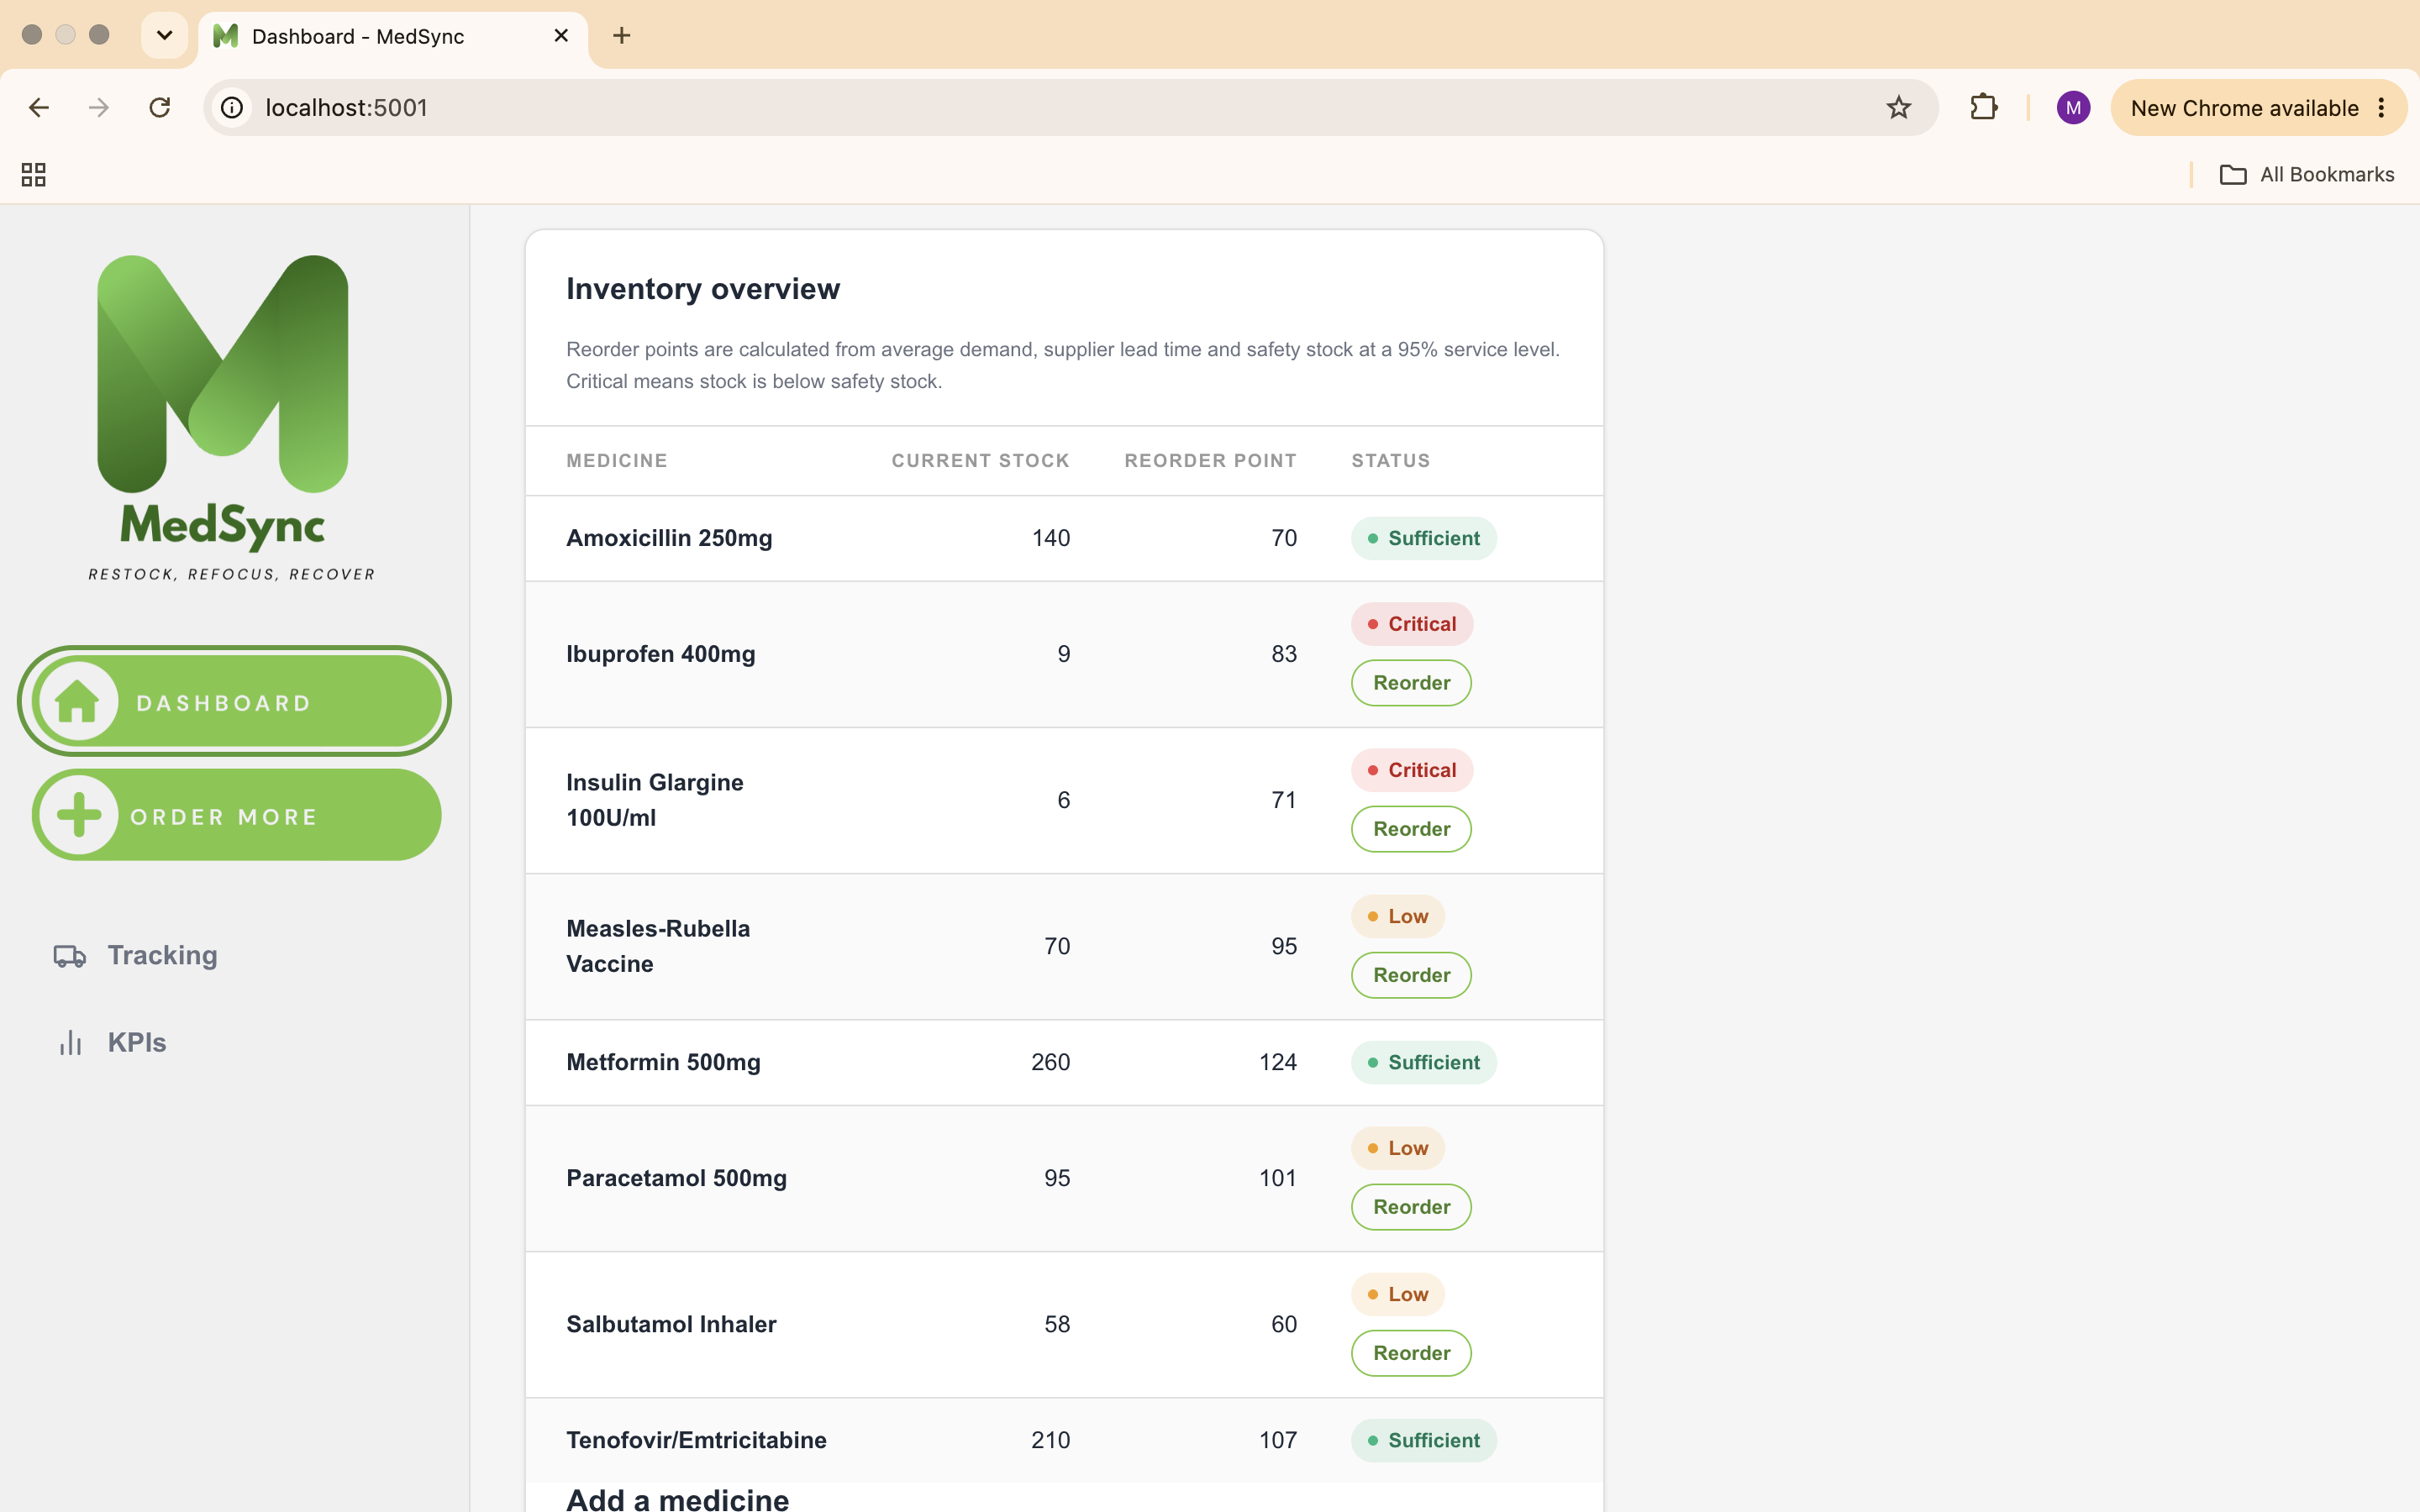 Dashboard - MedSync
localhost:5001
M
New Chrome available
All Bookmarks
MedSync
RESTOCK, REFOCUS, RECOVER
DASHBOARD
ORDER MORE
Tracking
KPIs
Inventory overview
Reorder points are calculated from average demand, supplier lead time and safety stock at a 95% service level.
Critical means stock is below safety stock.
MEDICINE CURRENT STOCK REORDER POINT STATUS
Amoxicillin 250mg 140 70 Sufficient
Ibuprofen 400mg 9 83 Critical
Reorder
Insulin Glargine
100U/ml 6 71 Critical
Reorder
Measles-Rubella
Vaccine 70 95 Low
Reorder
Metformin 500mg 260 124 Sufficient
Paracetamol 500mg 95 101 Low
Reorder
Salbutamol Inhaler 58 60 Low
Reorder
Tenofovir/Emtricitabine 210 107 Sufficient
Add a medicine